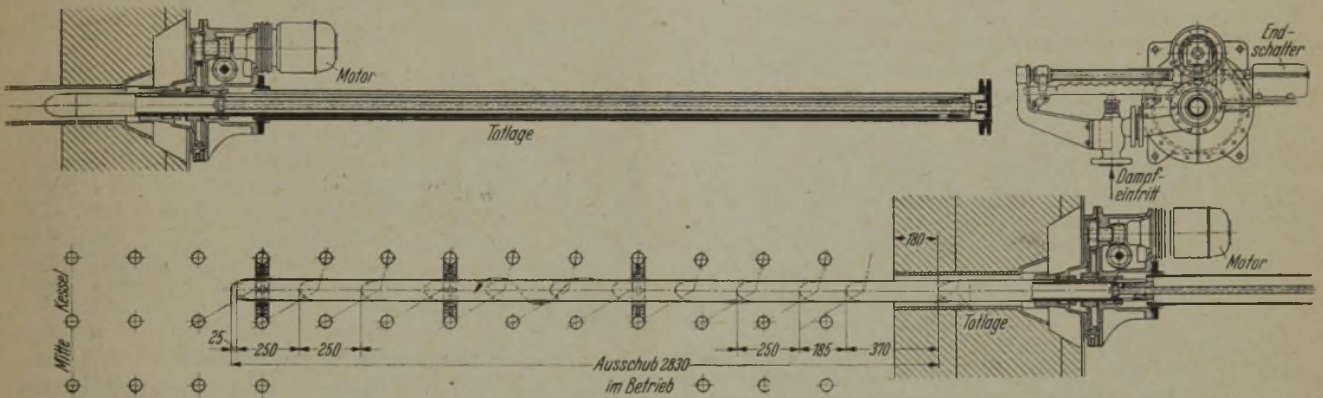 Motor
Totlage
End-
schalter
Dampf-
eintritt
180
Motor
Totlage
Mitte Kessel
25
250
250
250
185
370
Ausschub 2830
im Betrieb